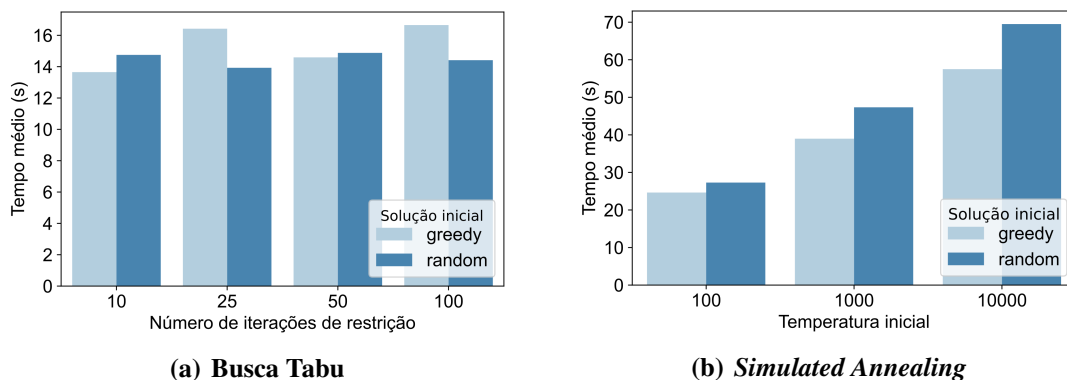 16
14
12
10
8
6
4
2
0
Tempo médio (s)
10 25 50 100
Número de iterações de restrição
Solução inicial
greedy
random
(a) Busca Tabu
70
60
50
40
30
20
10
0
Tempo médio (s)
100 1000 10000
Temperatura inicial
Solução inicial
greedy
random
(b) Simulated Annealing